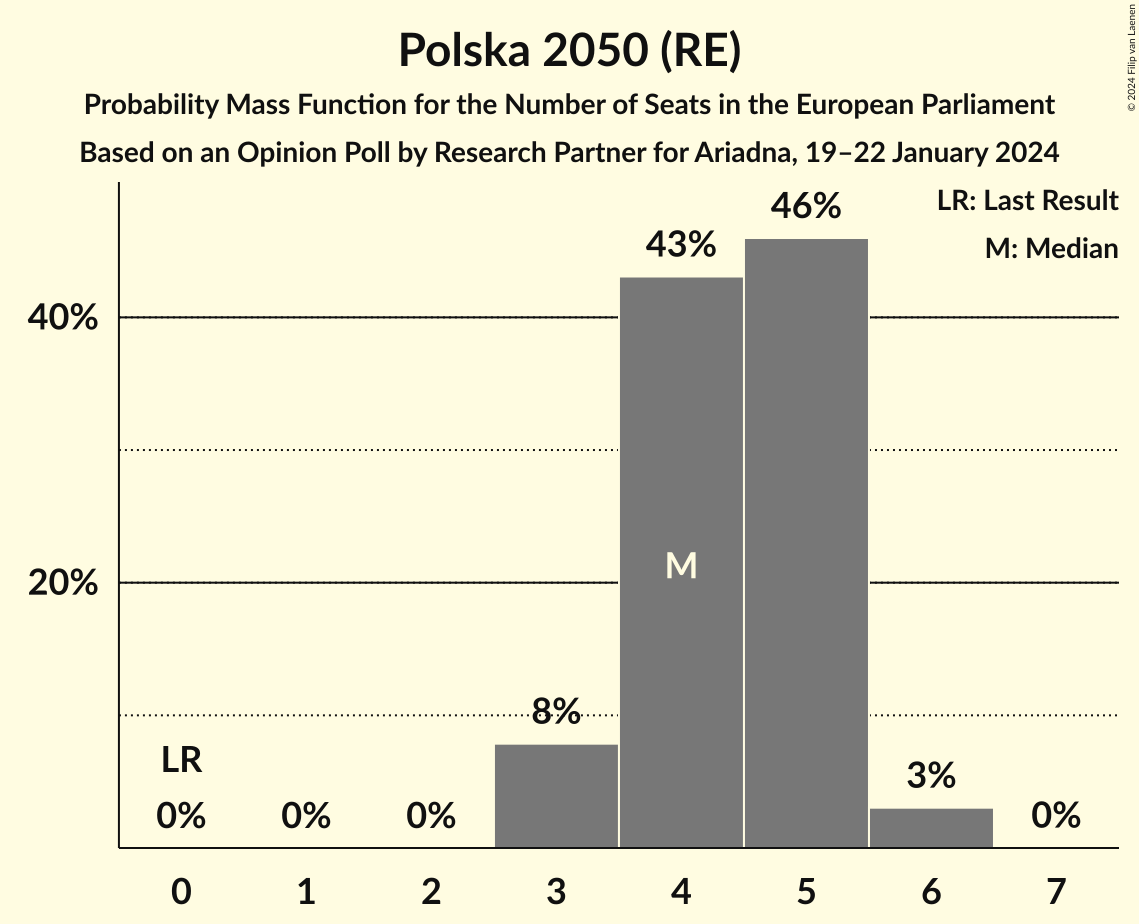 Polska 2050 (RE)
Probability Mass Function for the Number of Seats in the European Parliament
Based on an Opinion Poll by Research Partner for Ariadna, 19–22 January 2024
© 2024 Filip van Laenen
LR: Last Result
M: Median
46%
43%
40%
M
20%
8%
LR
3%
0% 0% 0% 0%
0 1 2 3 4 5 6 7